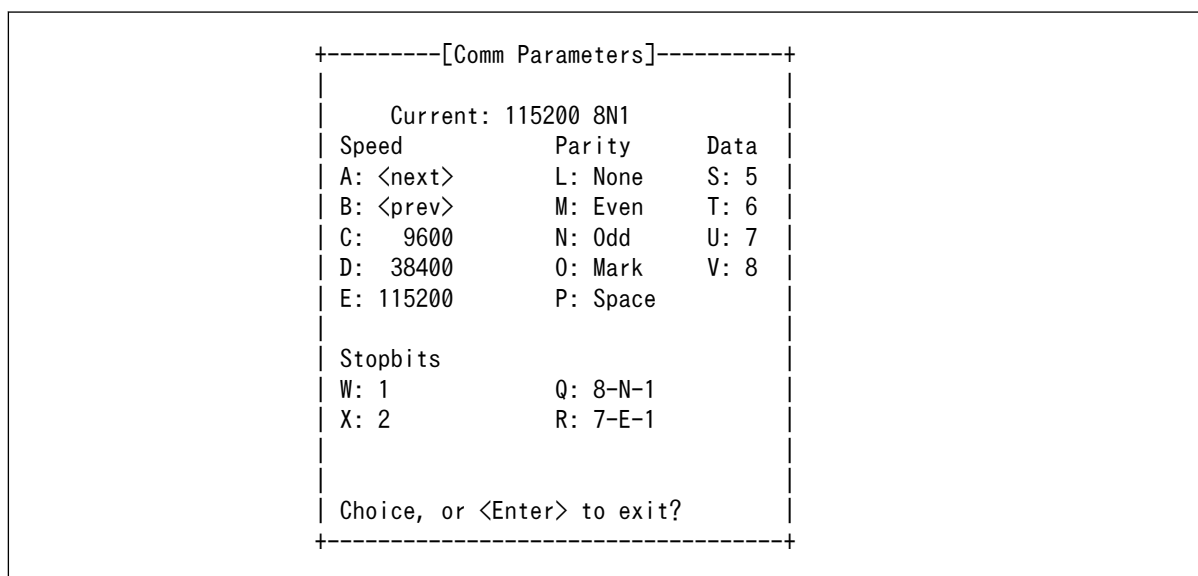 +---------[Comm Parameters]----------+
|                                    |
|     Current: 115200 8N1            |
| Speed            Parity      Data  |
| A: <next>        L: None     S: 5  |
| B: <prev>        M: Even     T: 6  |
| C:   9600        N: Odd      U: 7  |
| D:  38400        O: Mark     V: 8  |
| E: 115200        P: Space          |
|                                    |
| Stopbits                           |
| W: 1             Q: 8-N-1          |
| X: 2             R: 7-E-1          |
|                                    |
|                                    |
| Choice, or <Enter> to exit?        |
+------------------------------------+